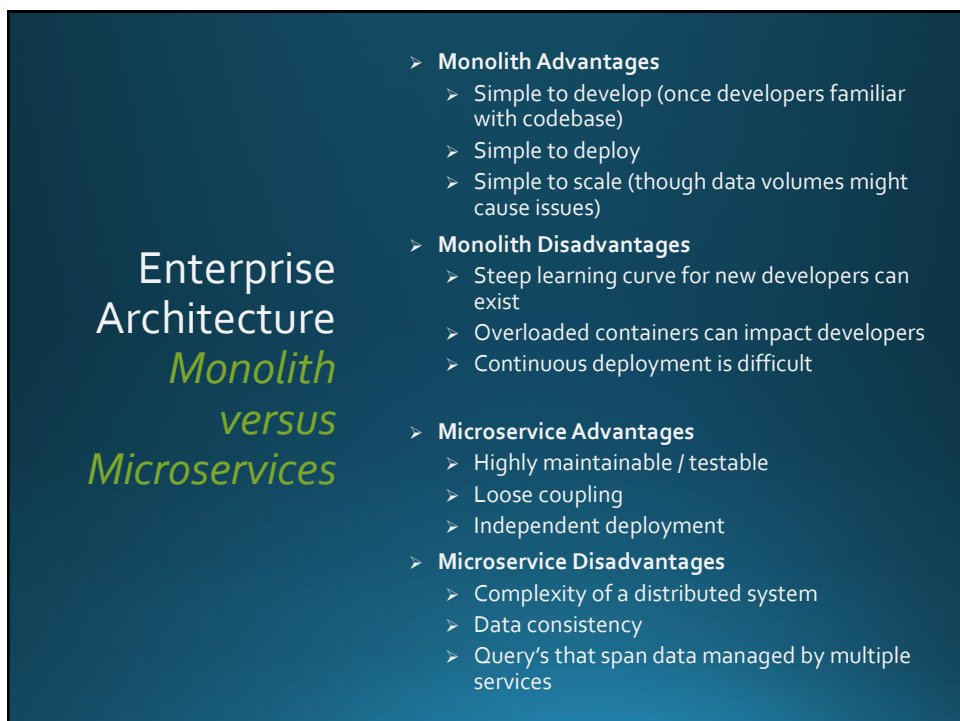 Enterprise
Architecture
Monolith
versus
Microservices
➢ Monolith Advantages
➢ Simple to develop (once developers familiar
with codebase)
➢ Simple to deploy
➢ Simple to scale (though data volumes might
cause issues)
➢ Monolith Disadvantages
➢ Steep learning curve for new developers can
exist
➢ Overloaded containers can impact developers
➢ Continuous deployment is difficult
➢ Microservice Advantages
➢ Highly maintainable / testable
➢ Loose coupling
➢ Independent deployment
➢ Microservice Disadvantages
➢ Complexity of a distributed system
➢ Data consistency
➢ Query's that span data managed by multiple
services